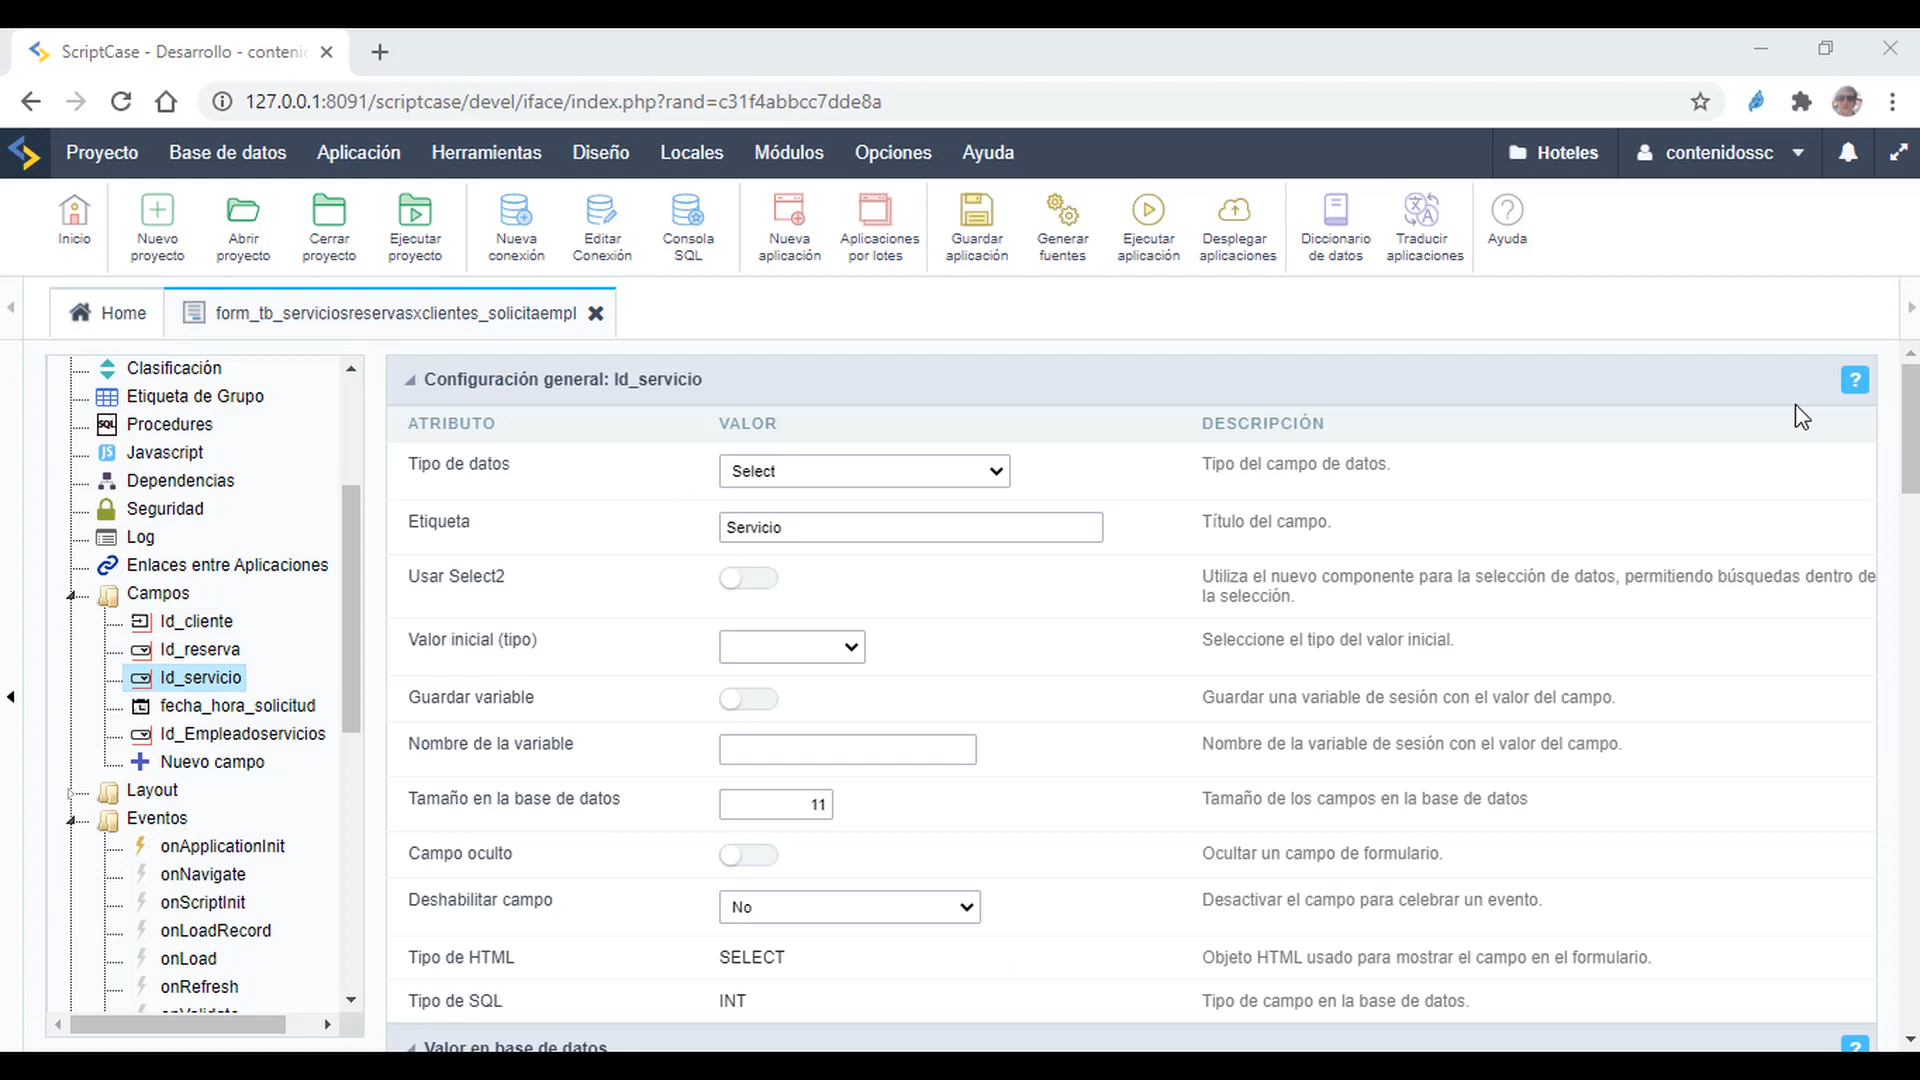 ScriptCase - Desarrollo - conteni
127.0.0.1:8091/scriptcase/devel/iface/index.php?rand=c31f4abbcc7dde8a
Proyecto Base de datos Aplicación Herramientas Diseño Locales Módulos Opciones Ayuda Hoteles contenidossc
Inicio
Nuevo proyecto
Abrir proyecto
Cerrar proyecto
Ejecutar proyecto
Nueva conexión
Editar Conexión
Consola SQL
Nueva aplicación
Aplicaciones por lotes
Guardar aplicación
Generar fuentes
Ejecutar aplicación
Desplegar aplicaciones
Diccionario de datos
Traducir aplicaciones
Ayuda
Home
form_tb_serviciosreservasxclientes_solicitaempl
Clasificación
Etiqueta de Grupo
SQL Procedures
JS Javascript
Dependencias
Seguridad
Log
Enlaces entre Aplicaciones
Campos
Id_cliente
Id_reserva
Id_servicio
fecha_hora_solicitud
Id_Empleadoservicios
Nuevo campo
Layout
Eventos
onApplicationInit
onNavigate
onScriptInit
onLoadRecord
onLoad
onRefresh
onValidate
Configuración general: Id_servicio ?
ATRIBUTO VALOR DESCRIPCIÓN
Tipo de datos Select Tipo del campo de datos.
Etiqueta Servicio Título del campo.
Usar Select2 Utiliza el nuevo componente para la selección de datos, permitiendo búsquedas dentro de
la selección.
Valor inicial (tipo) Seleccione el tipo del valor inicial.
Guardar variable Guardar una variable de sesión con el valor del campo.
Nombre de la variable Nombre de la variable de sesión con el valor del campo.
Tamaño en la base de datos 11 Tamaño de los campos en la base de datos
Campo oculto Ocultar un campo de formulario.
Deshabilitar campo No Desactivar el campo para celebrar un evento.
Tipo de HTML SELECT Objeto HTML usado para mostrar el campo en el formulario.
Tipo de SQL INT Tipo de campo en la base de datos.
Valor en base de datos ?